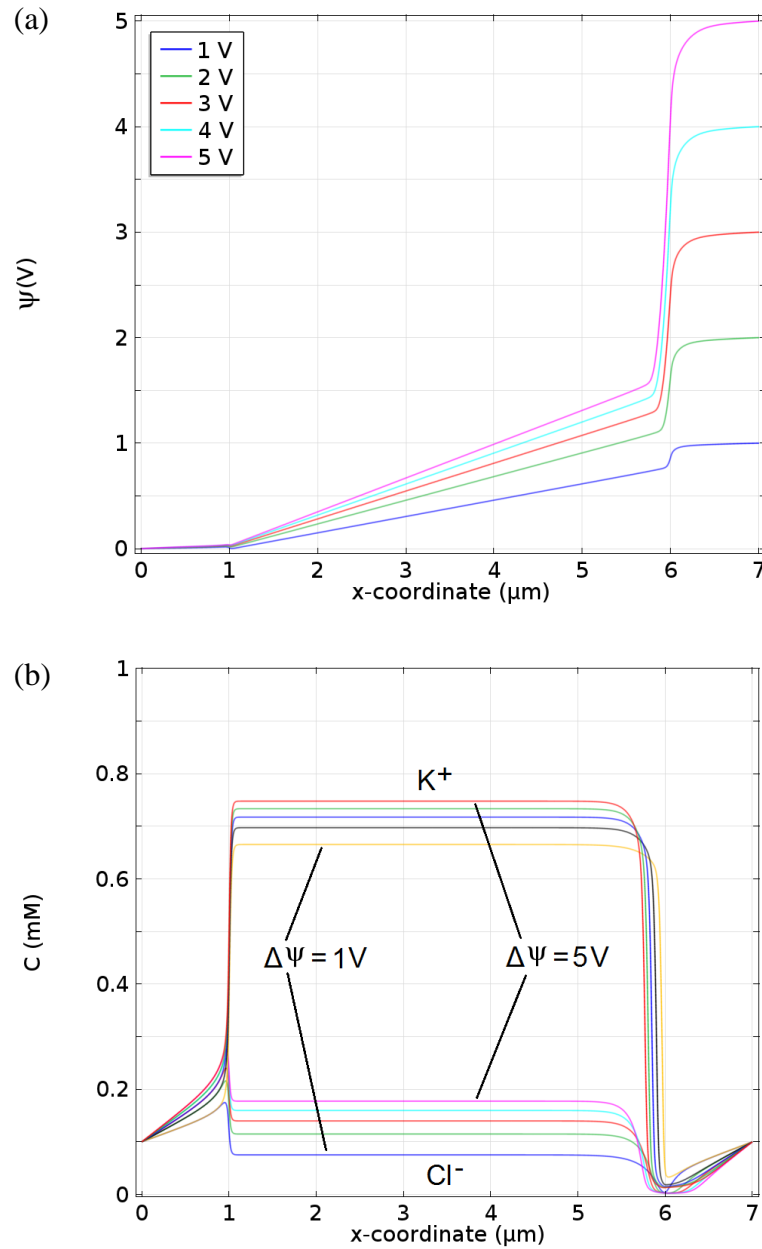 (a)
5
4
3
2
1
0
ψ(V)
1 V
2 V
3 V
4 V
5 V
0 1 2 3 4 5 6 7
x-coordinate (µm)
(b)
1
0.8
0.6
0.4
0.2
0
C (mM)
K⁺
ΔΨ = 1V ΔΨ = 5V
Cl⁻
0 1 2 3 4 5 6 7
x-coordinate (µm)